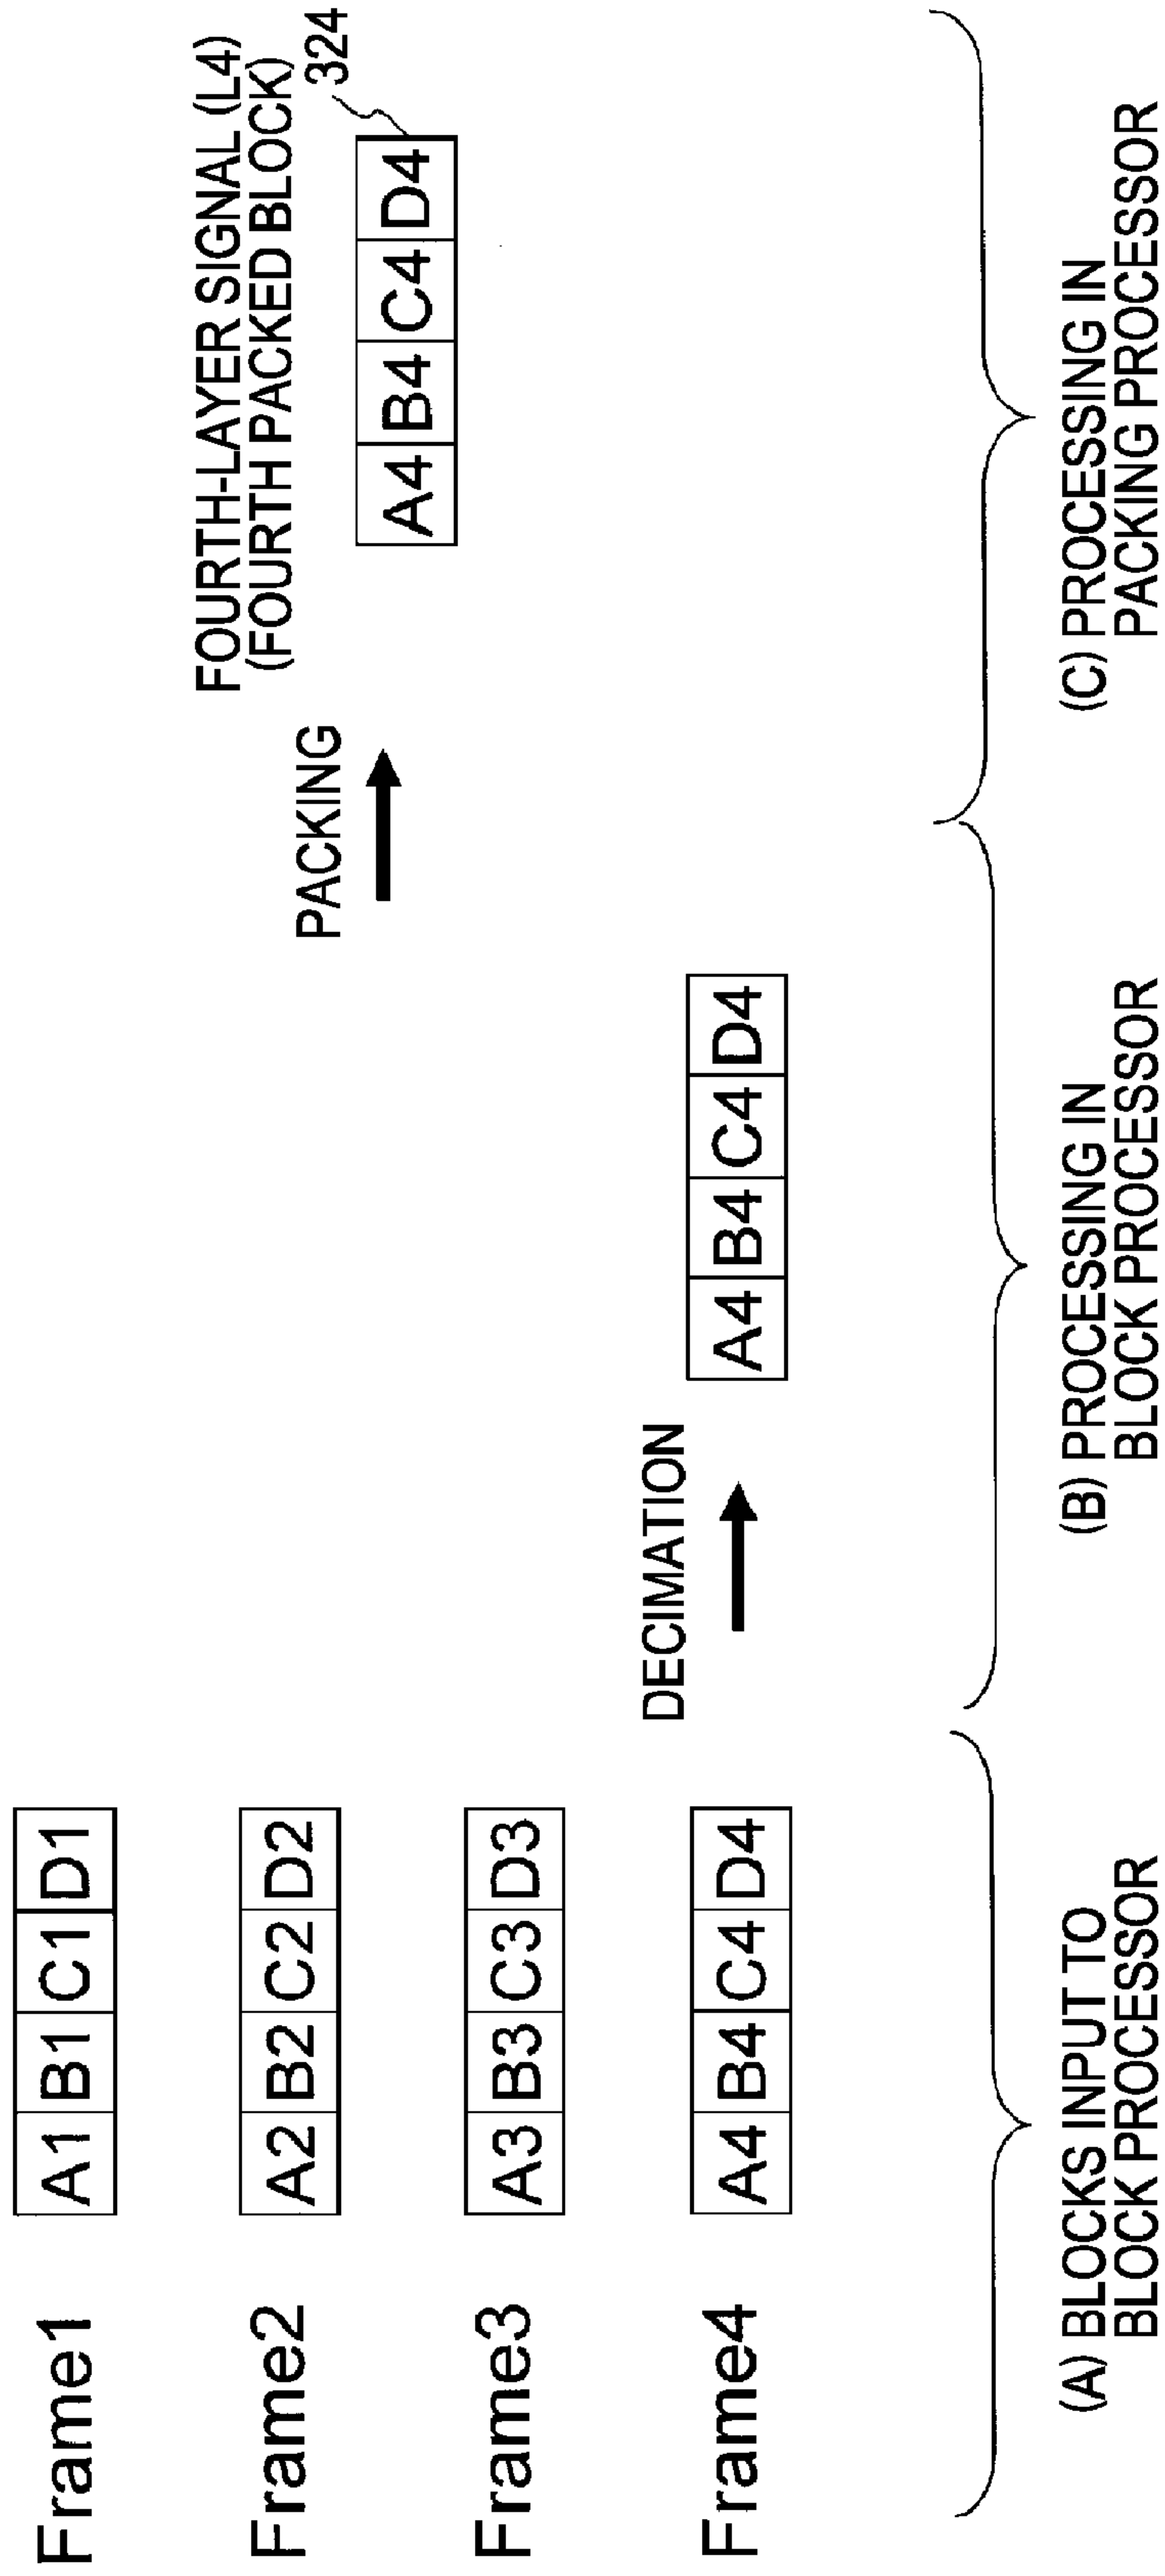 Frame1
A1 B1 C1 D1
Frame2
A2 B2 C2 D2
Frame3
A3 B3 C3 D3
Frame4
A4 B4 C4 D4
DECIMATION
A4 B4 C4 D4
PACKING
FOURTH-LAYER SIGNAL (L4)
(FOURTH PACKED BLOCK)
324
A4 B4 C4 D4
(A) BLOCKS INPUT TO
BLOCK PROCESSOR
(B) PROCESSING IN
BLOCK PROCESSOR
(C) PROCESSING IN
PACKING PROCESSOR